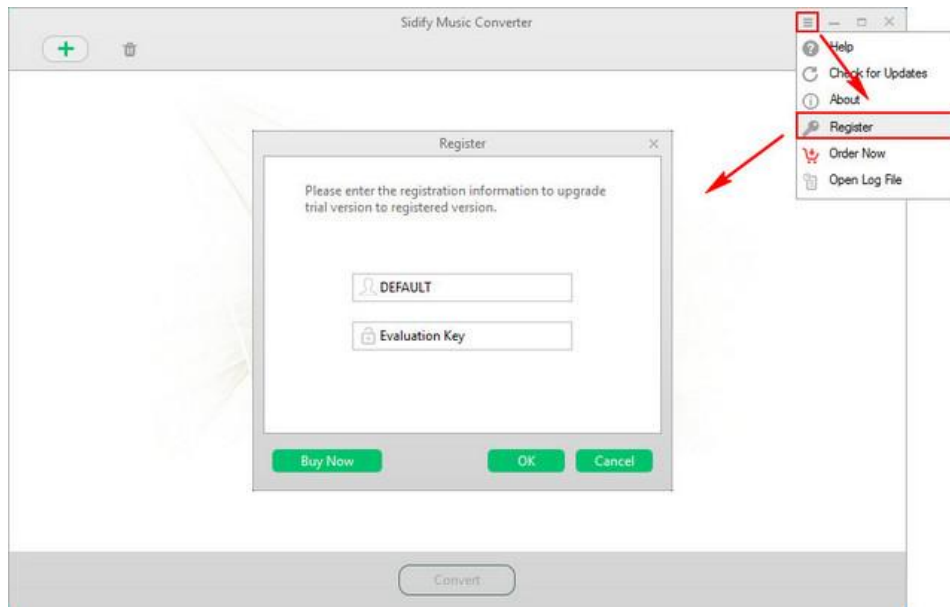 Sidify Music Converter
Help
Check for Updates
About
Register
Order Now
Open Log File
Register
Please enter the registration information to upgrade
trial version to registered version.
DEFAULT
Evaluation Key
Buy Now
OK
Cancel
Convert